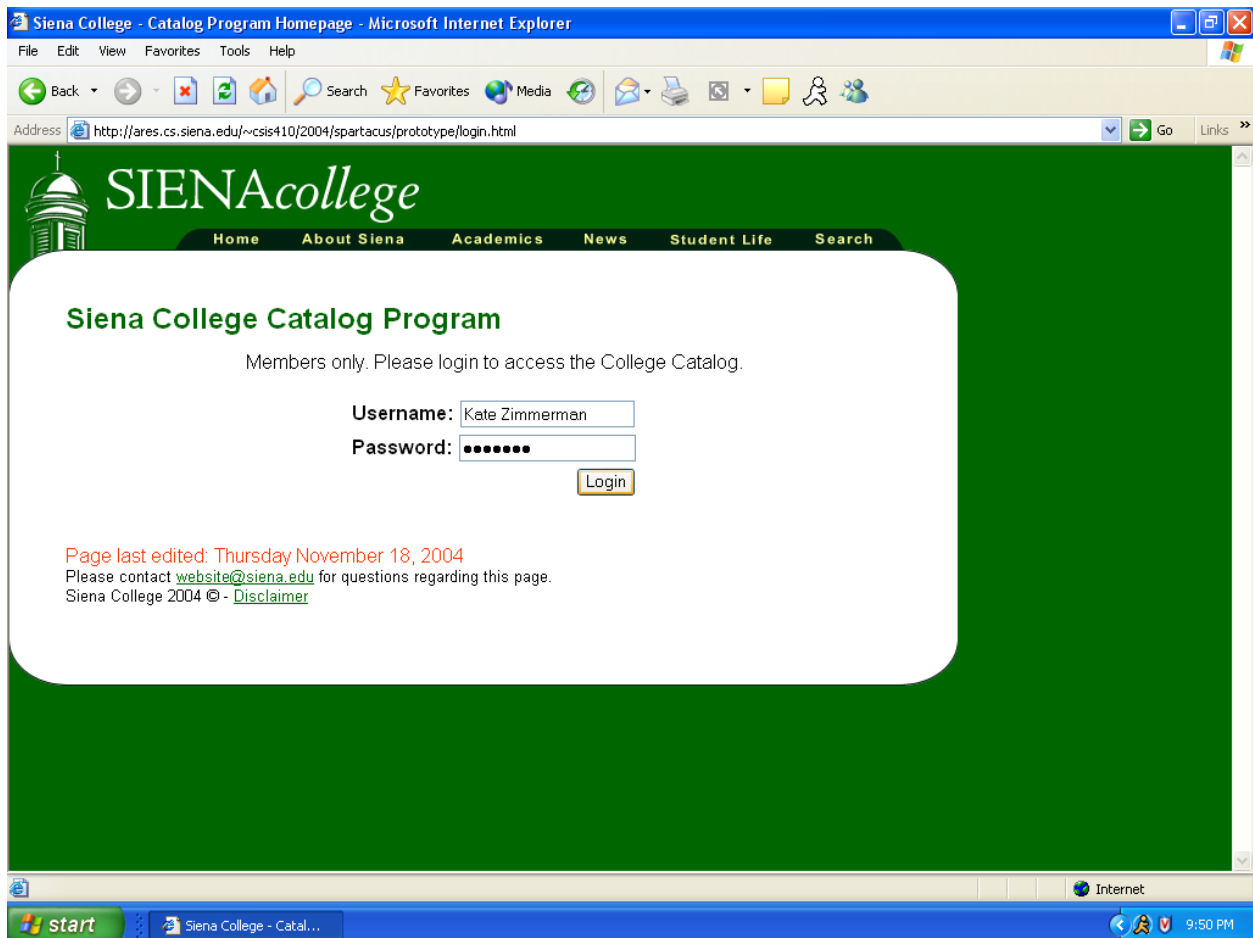 Siena College - Catalog Program Homepage - Microsoft Internet Explorer
File Edit View Favorites Tools Help
Back Search Favorites Media
Address http://ares.cs.siena.edu/~csis410/2004/spartacus/prototype/login.html Go Links »
SIENAcollege
Home About Siena Academics News Student Life Search
Siena College Catalog Program
Members only. Please login to access the College Catalog.
Username: Kate Zimmerman
Password: •••••••
Login
Page last edited: Thursday November 18, 2004
Please contact website@siena.edu for questions regarding this page.
Siena College 2004 © - Disclaimer
Internet
start Siena College - Catal... 9:50 PM